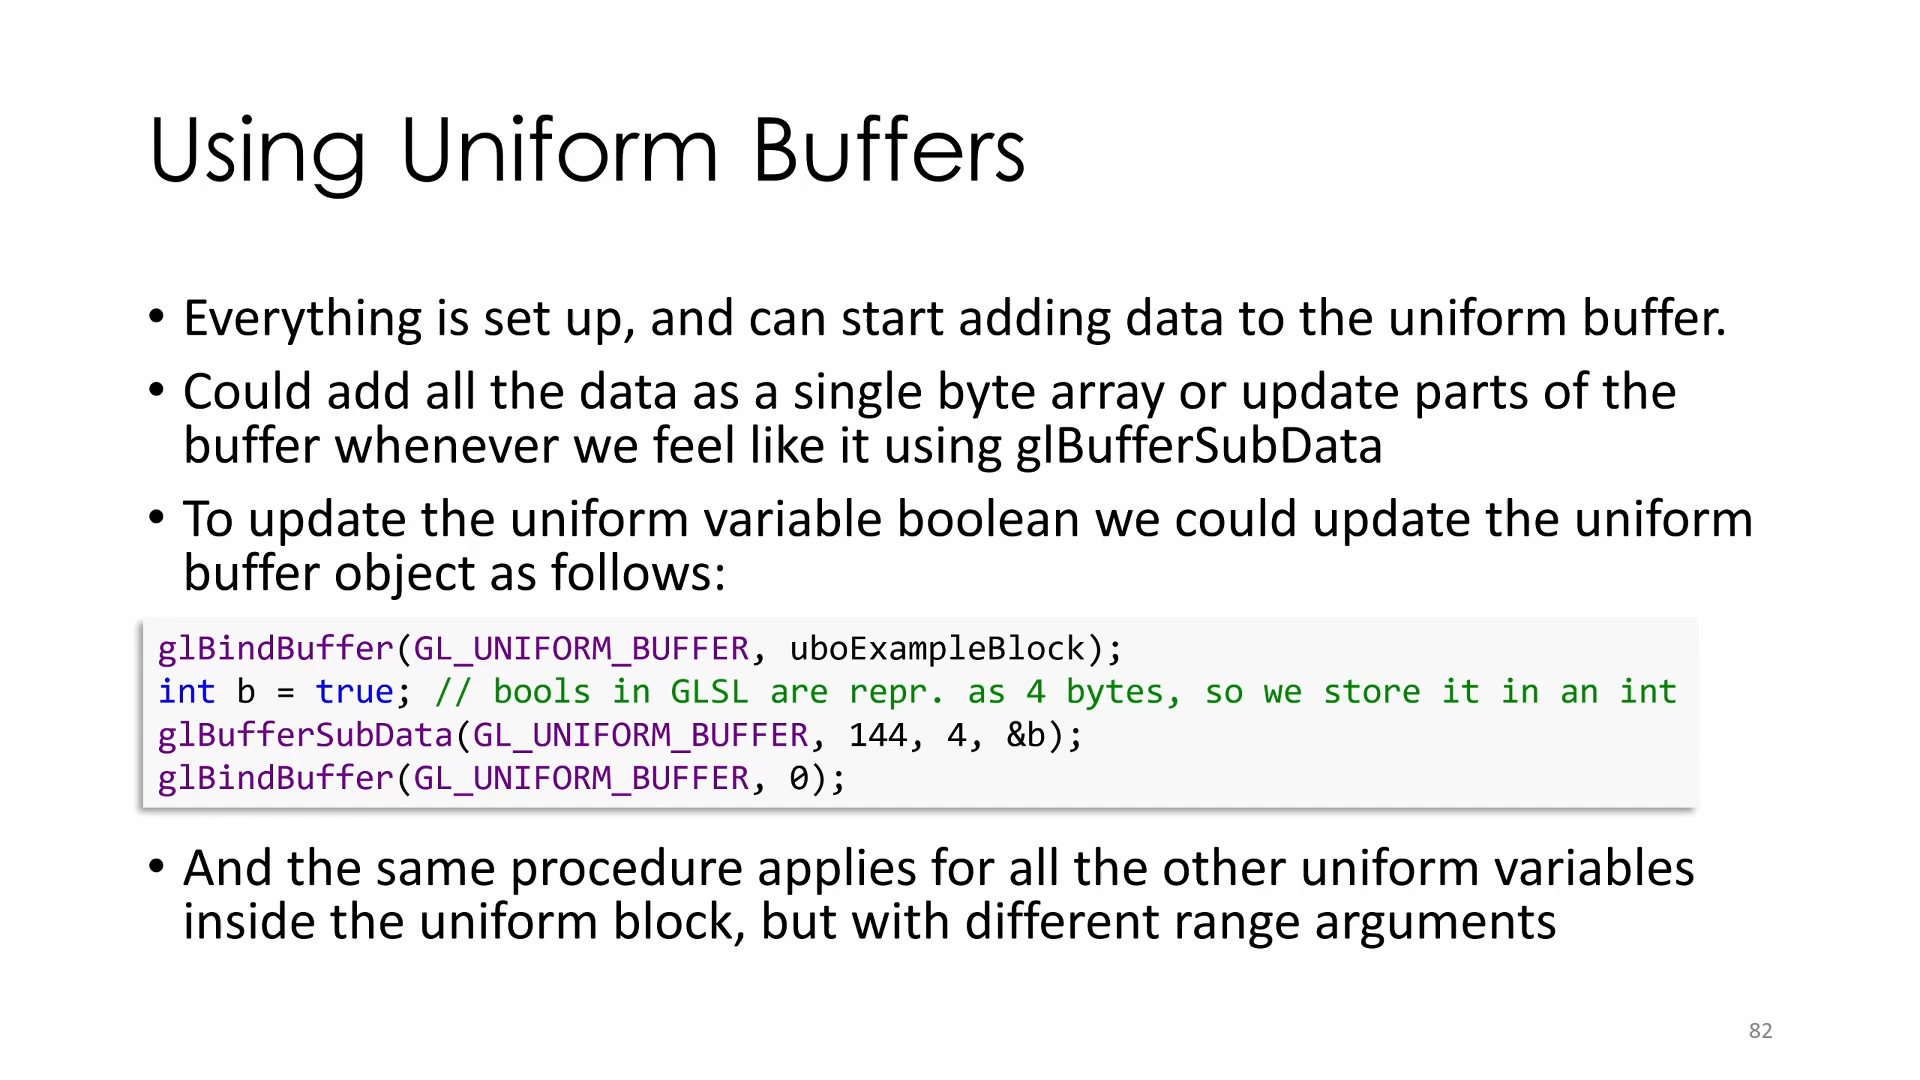 Using Uniform Buffers
• Everything is set up, and can start adding data to the uniform buffer.
• Could add all the data as a single byte array or update parts of the
buffer whenever we feel like it using glBufferSubData
• To update the uniform variable boolean we could update the uniform
buffer object as follows:
glBindBuffer(GL_UNIFORM_BUFFER, uboExampleBlock);
int b = true; // bools in GLSL are repr. as 4 bytes, so we store it in an int
glBufferSubData(GL_UNIFORM_BUFFER, 144, 4, &b);
glBindBuffer(GL_UNIFORM_BUFFER, 0);
• And the same procedure applies for all the other uniform variables
inside the uniform block, but with different range arguments
82